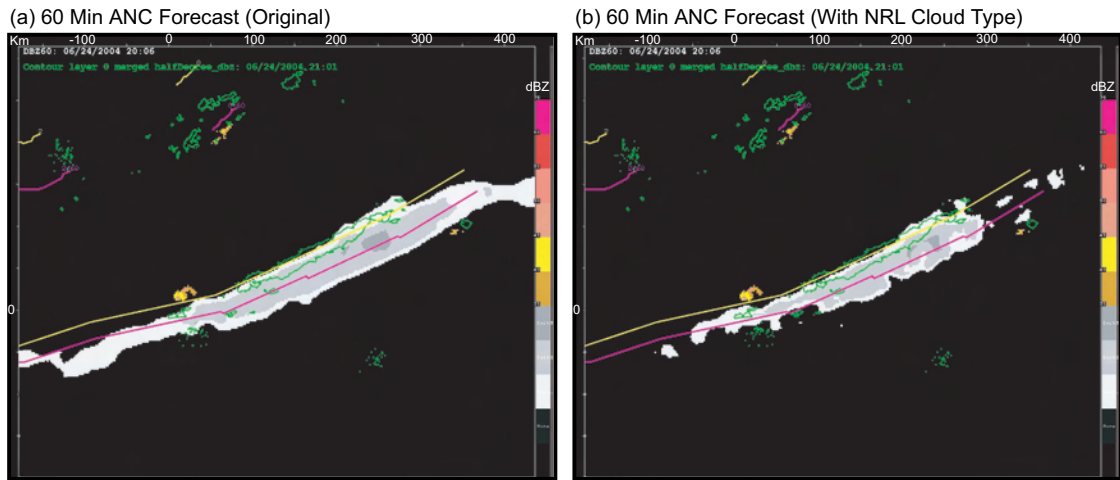 (a) 60 Min ANC Forecast (Original)
Km -100 0 100 200 300 400
DBZ60: 06/24/2004 20:06
Contour layer 0 merged halfDegree_dbz: 06/24/2004,21:01
dBZ
0
(b) 60 Min ANC Forecast (With NRL Cloud Type)
Km -100 0 100 200 300 400
DBZ60: 06/24/2004 20:06
Contour layer 0 merged halfDegree_dbz: 06/24/2004,21:01
dBZ
0